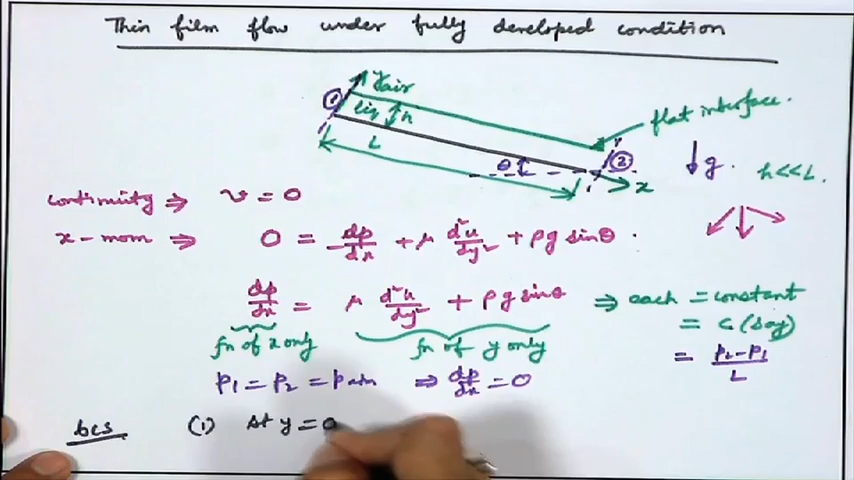 Thin film flow under fully developed condition
y air
①
liq h
flat interface.
L
θ
②
g.
h<<L.
x
continuity ⇒ v = 0
x-mom ⇒ 0 = -dp/dx + μ d²u/dy² + ρg sinθ.
dp/dx = μ d²u/dy² + ρg sinθ ⇒ each = constant
= C (say)
fn of x only fn of y only
= p₂-p₁/L
p₁ = p₂ = patm ⇒ dp/dx = 0
bcs (1) At y = 0